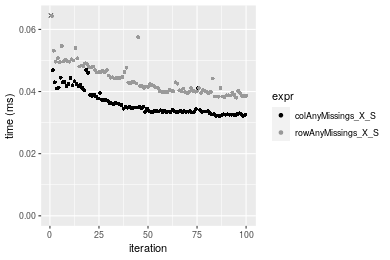 0.06
0.04
0.02
0.00
time (ms)
0
25
50
75
100
iteration
expr
colAnyMissings_X_S
rowAnyMissings_X_S